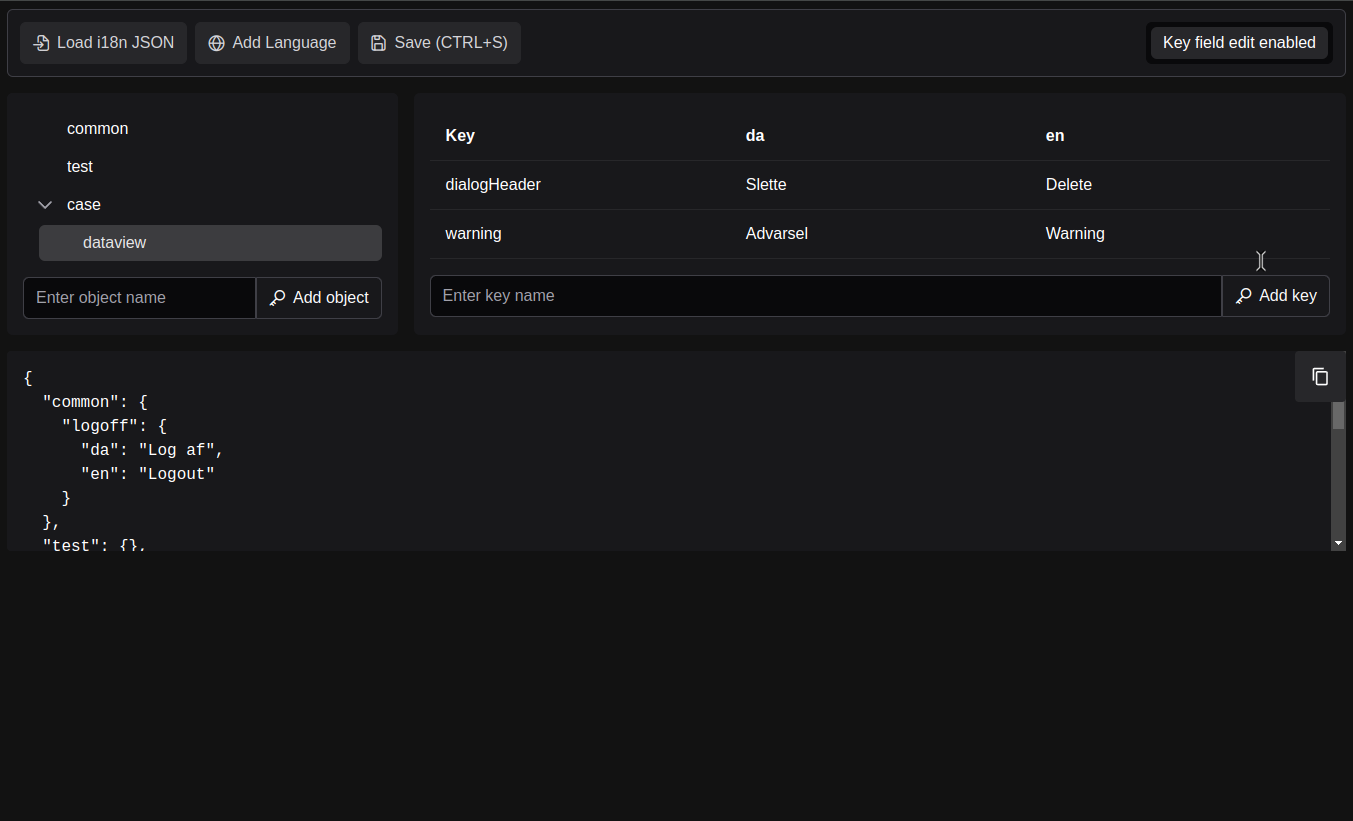 Load i18n JSON Add Language Save (CTRL+S) Key field edit enabled
common
test
case
dataview
Enter object name Add object
Key da en
dialogHeader Slette Delete
warning Advarsel Warning
Enter key name Add key
{
"common": {
"logoff": {
"da": "Log af",
"en": "Logout"
}
},
"test": {},